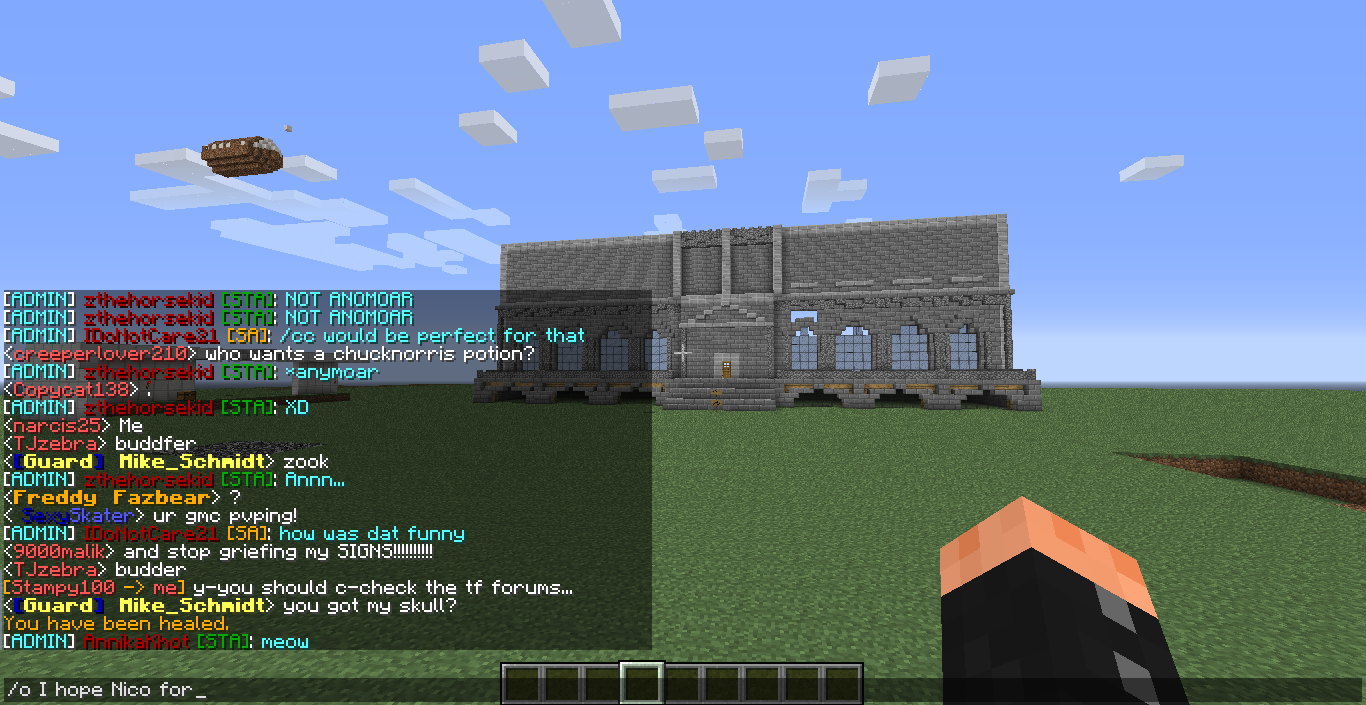 [ADMIN] zthehorsekid [STA]: NOT ANOMOAR
[ADMIN] zthehorsekid [STA]: NOT ANOMOAR
[ADMIN] IDoNotCare21 [SA]: /cc would be perfect for that
<creeperlover210> who wants a chucknorris potion?
[ADMIN] zthehorsekid [STA]: *anymoar
<Copycat138> .
[ADMIN] zthehorsekid [STA]: XD
<narcis25> Me
<TJzebra> buddfer
<[Guard] Mike_Schmidt> zook
[ADMIN] zthehorsekid [STA]: Annn...
<Freddy Fazbear> ?
< SexySkater> ur gmc pvping!
[ADMIN] IDoNotCare21 [SA]: how was dat funny
<9000malik> and stop griefing my SIGNS!!!!!!!!!
<TJzebra> budder
[Stampy100 -> me] y-you should c-check the tf forums...
<[Guard] Mike_Schmidt> you got my skull?
You have been healed.
[ADMIN] AnnikaKhot [STA]: meow
/o I hope Nico for_